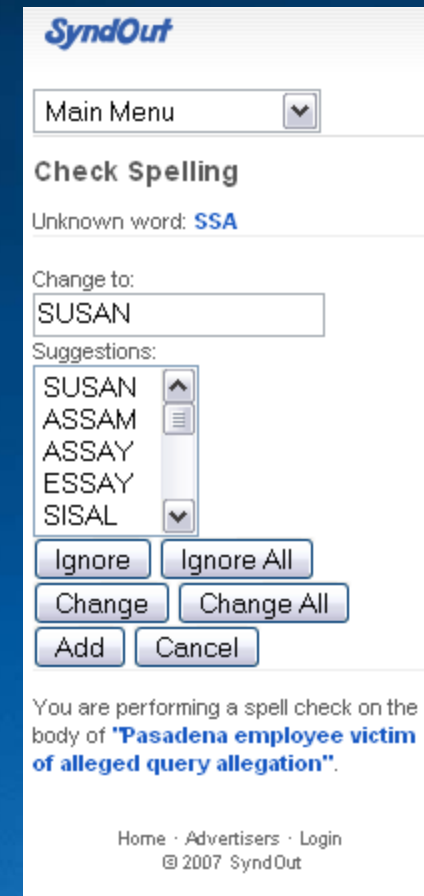 SyndOut
Main Menu
Check Spelling
Unknown word: SSA
Change to:
SUSAN
Suggestions:
SUSAN
ASSAM
ASSAY
ESSAY
SISAL
Ignore Ignore All
Change Change All
Add Cancel
You are performing a spell check on the
body of "Pasadena employee victim
of alleged query allegation".
Home · Advertisers · Login
© 2007 SyndOut